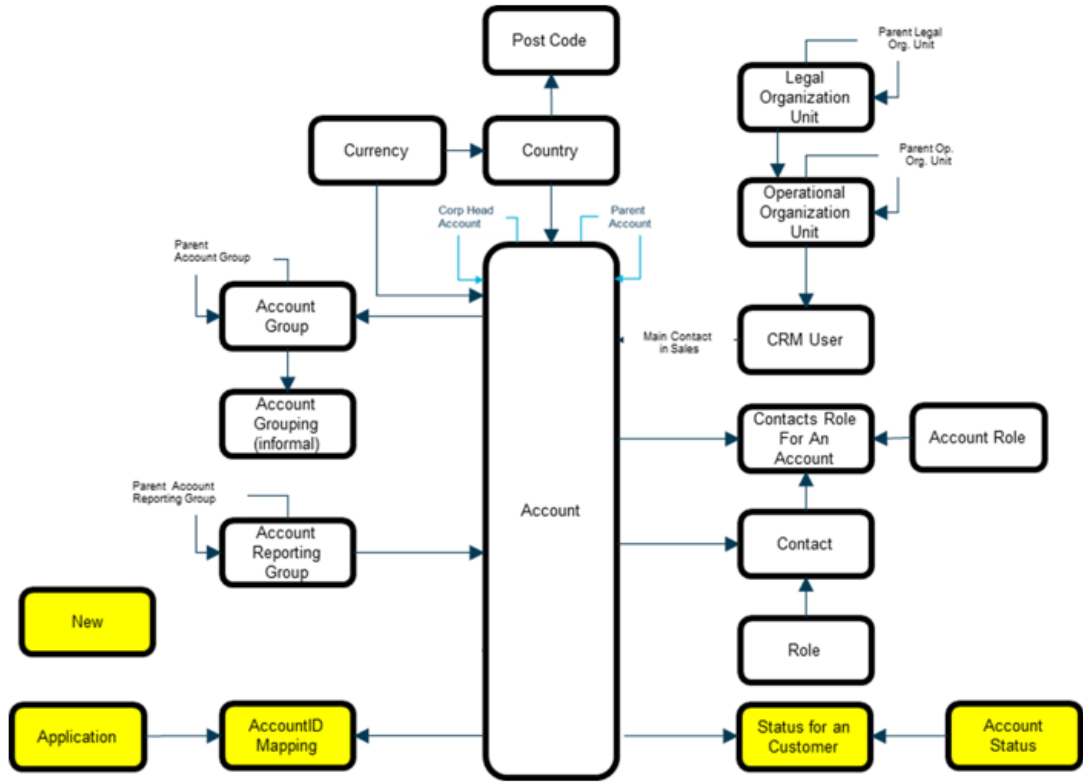 Post Code
Parent Legal
Org. Unit
Legal
Organization
Unit
Currency
Country
Parent Op.
Org. Unit
Operational
Organization
Unit
Corp Head
Account
Parent
Account
Parent
Account Group
Account
Group
Main Contact
in Sales
CRM User
Account
Grouping
(informal)
Contacts Role
For An
Account
Account Role
Parent Account
Reporting Group
Account
Reporting
Group
Account
Contact
New
Role
Application
AccountID
Mapping
Status for an
Customer
Account
Status